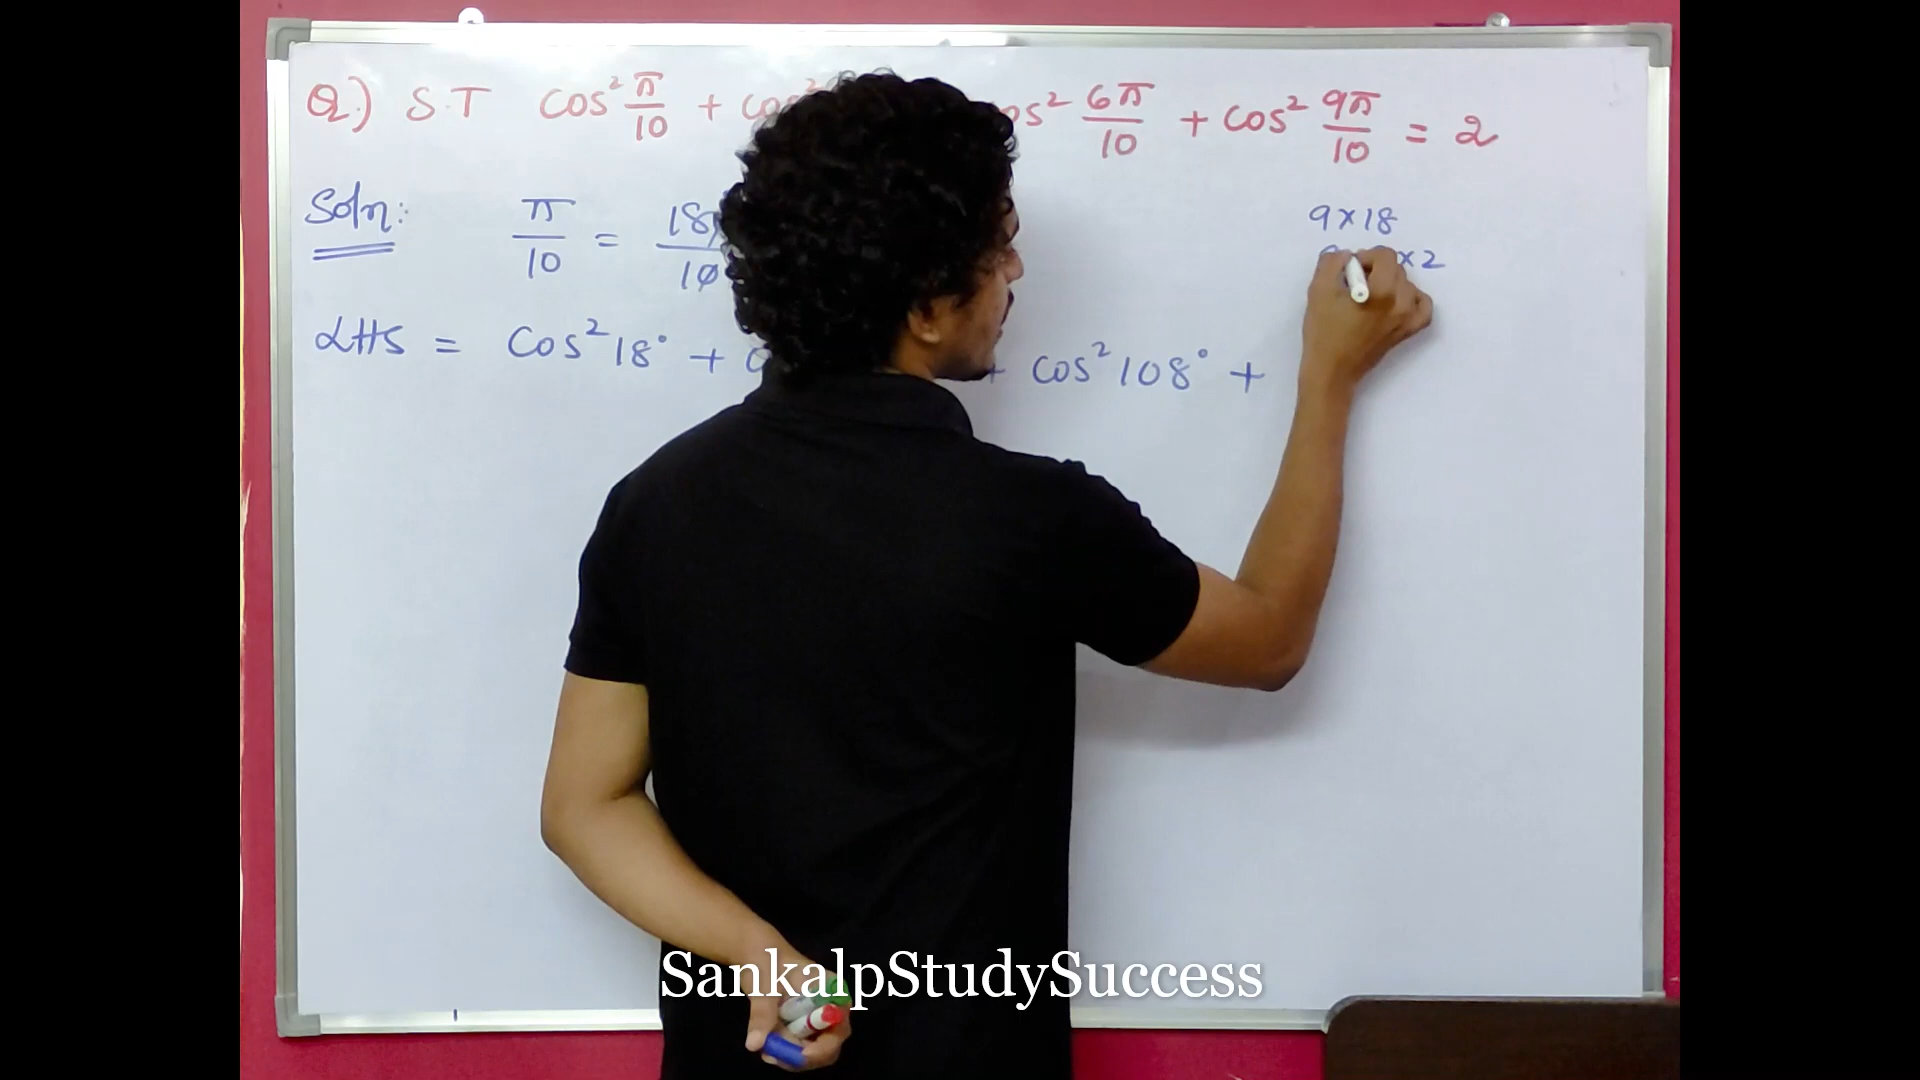 Q.) S.T cos² π/10 + cos² 6π/10 + cos² 9π/10 = 2
Soln: π/10 = 18/10
9×18
×2
LHS = Cos² 18° + + cos² 108° +
SankalpStudySuccess